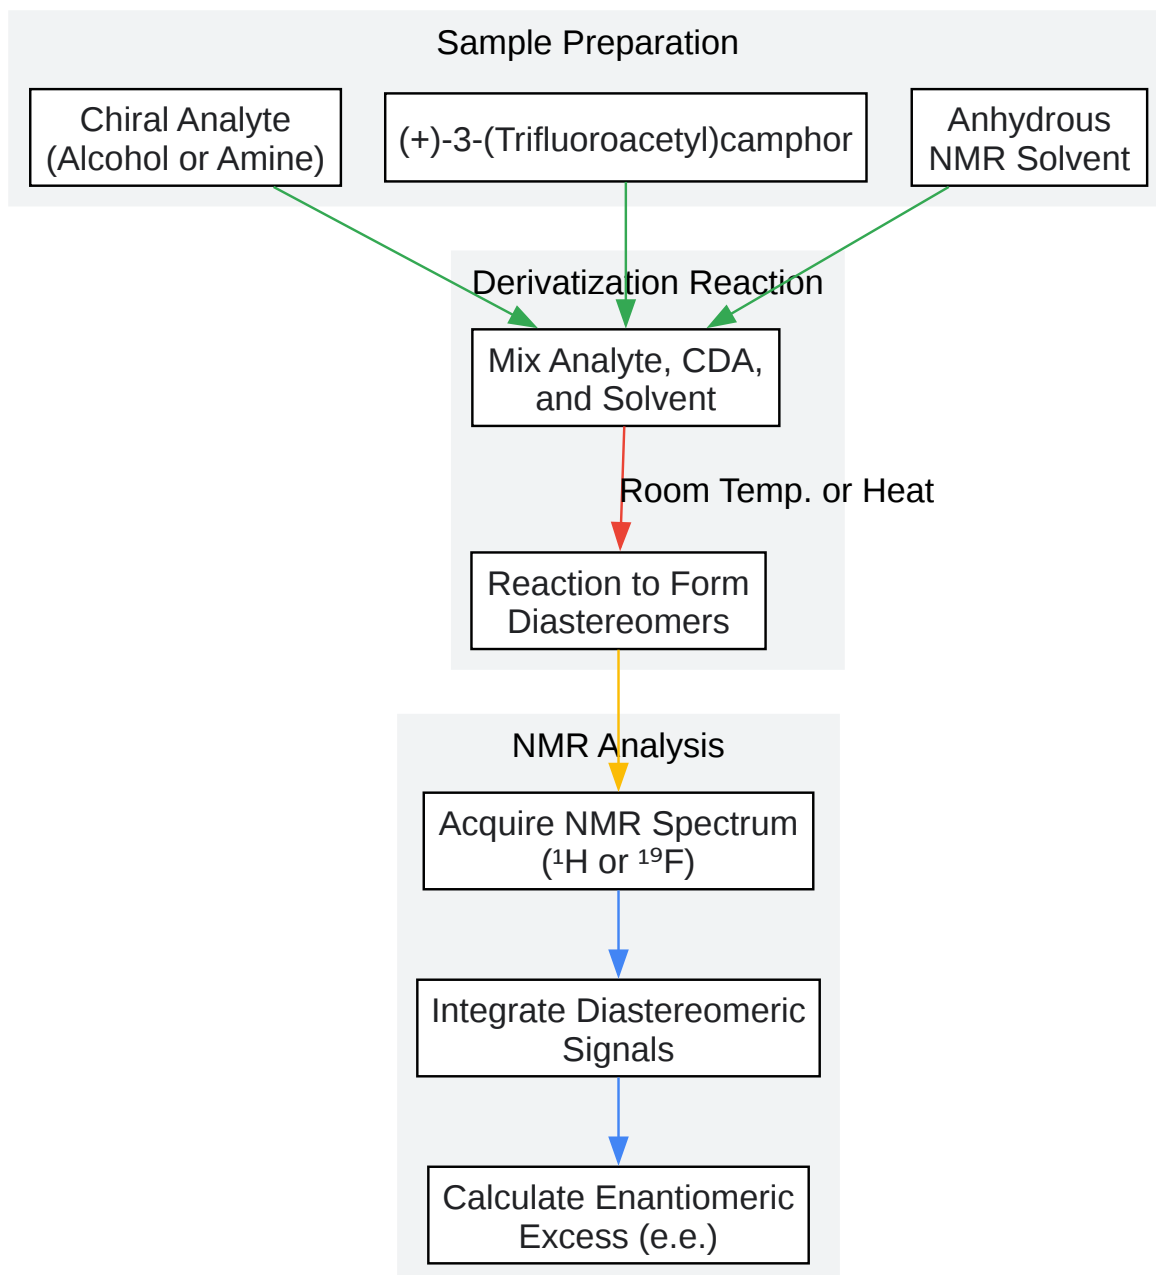 Sample Preparation
Chiral Analyte
(Alcohol or Amine)
(+)-3-(Trifluoroacetyl)camphor
Anhydrous
NMR Solvent
Derivatization Reaction
Mix Analyte, CDA,
and Solvent
Room Temp. or Heat
Reaction to Form
Diastereomers
NMR Analysis
Acquire NMR Spectrum
(¹H or ¹⁹F)
Integrate Diastereomeric
Signals
Calculate Enantiomeric
Excess (e.e.)